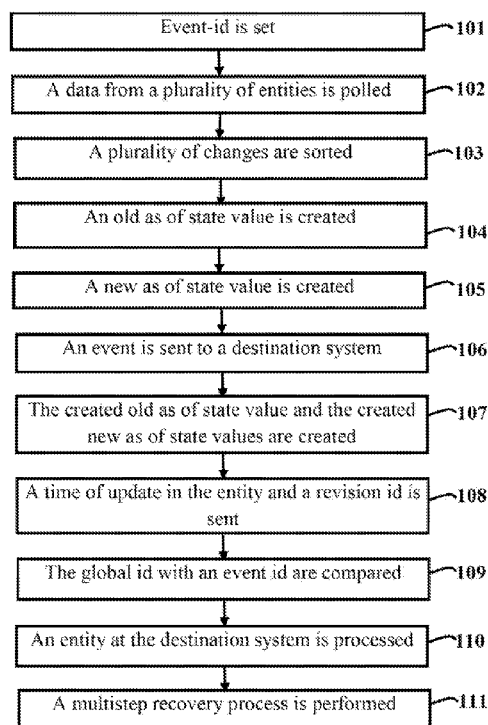 Event-id is set
101
A data from a plurality of entities is polled
102
A plurality of changes are sorted
103
An old as of state value is created
104
A new as of state value is created
105
An event is sent to a destination system
106
The created old as of state value and the created
new as of state values are created
107
A time of update in the entity and a revision id is
sent
108
The global id with an event id are compared
109
An entity at the destination system is processed
110
A multistep recovery process is performed
111